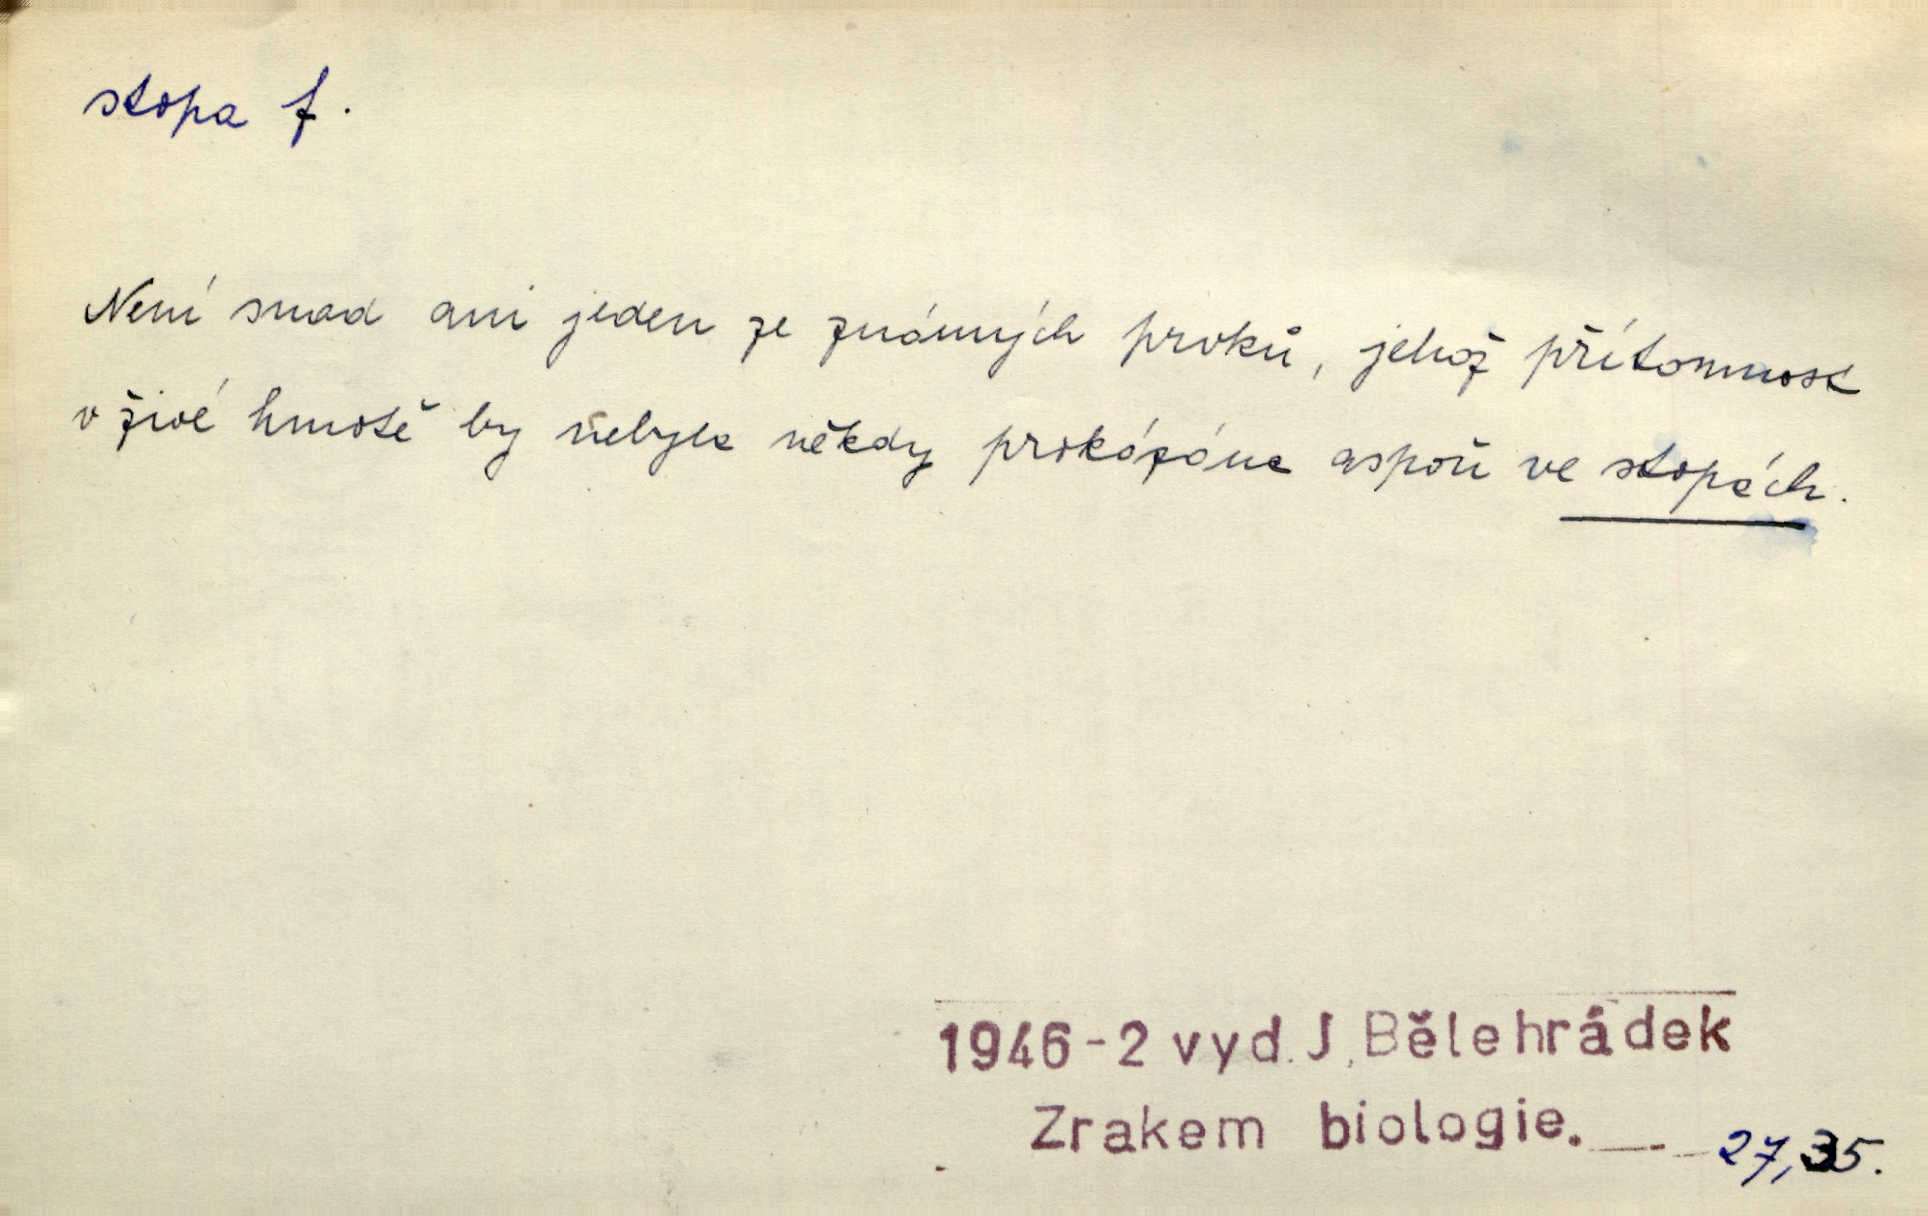 stopa f.
Není snad ani jeden ze známých prvků, jehož přítomnost
v živé hmotě by nebyla někdy prokázána aspoň ve stopách.
1946-2 vyd. J. Bělehrádek
Zrakem biologie. 27,35.